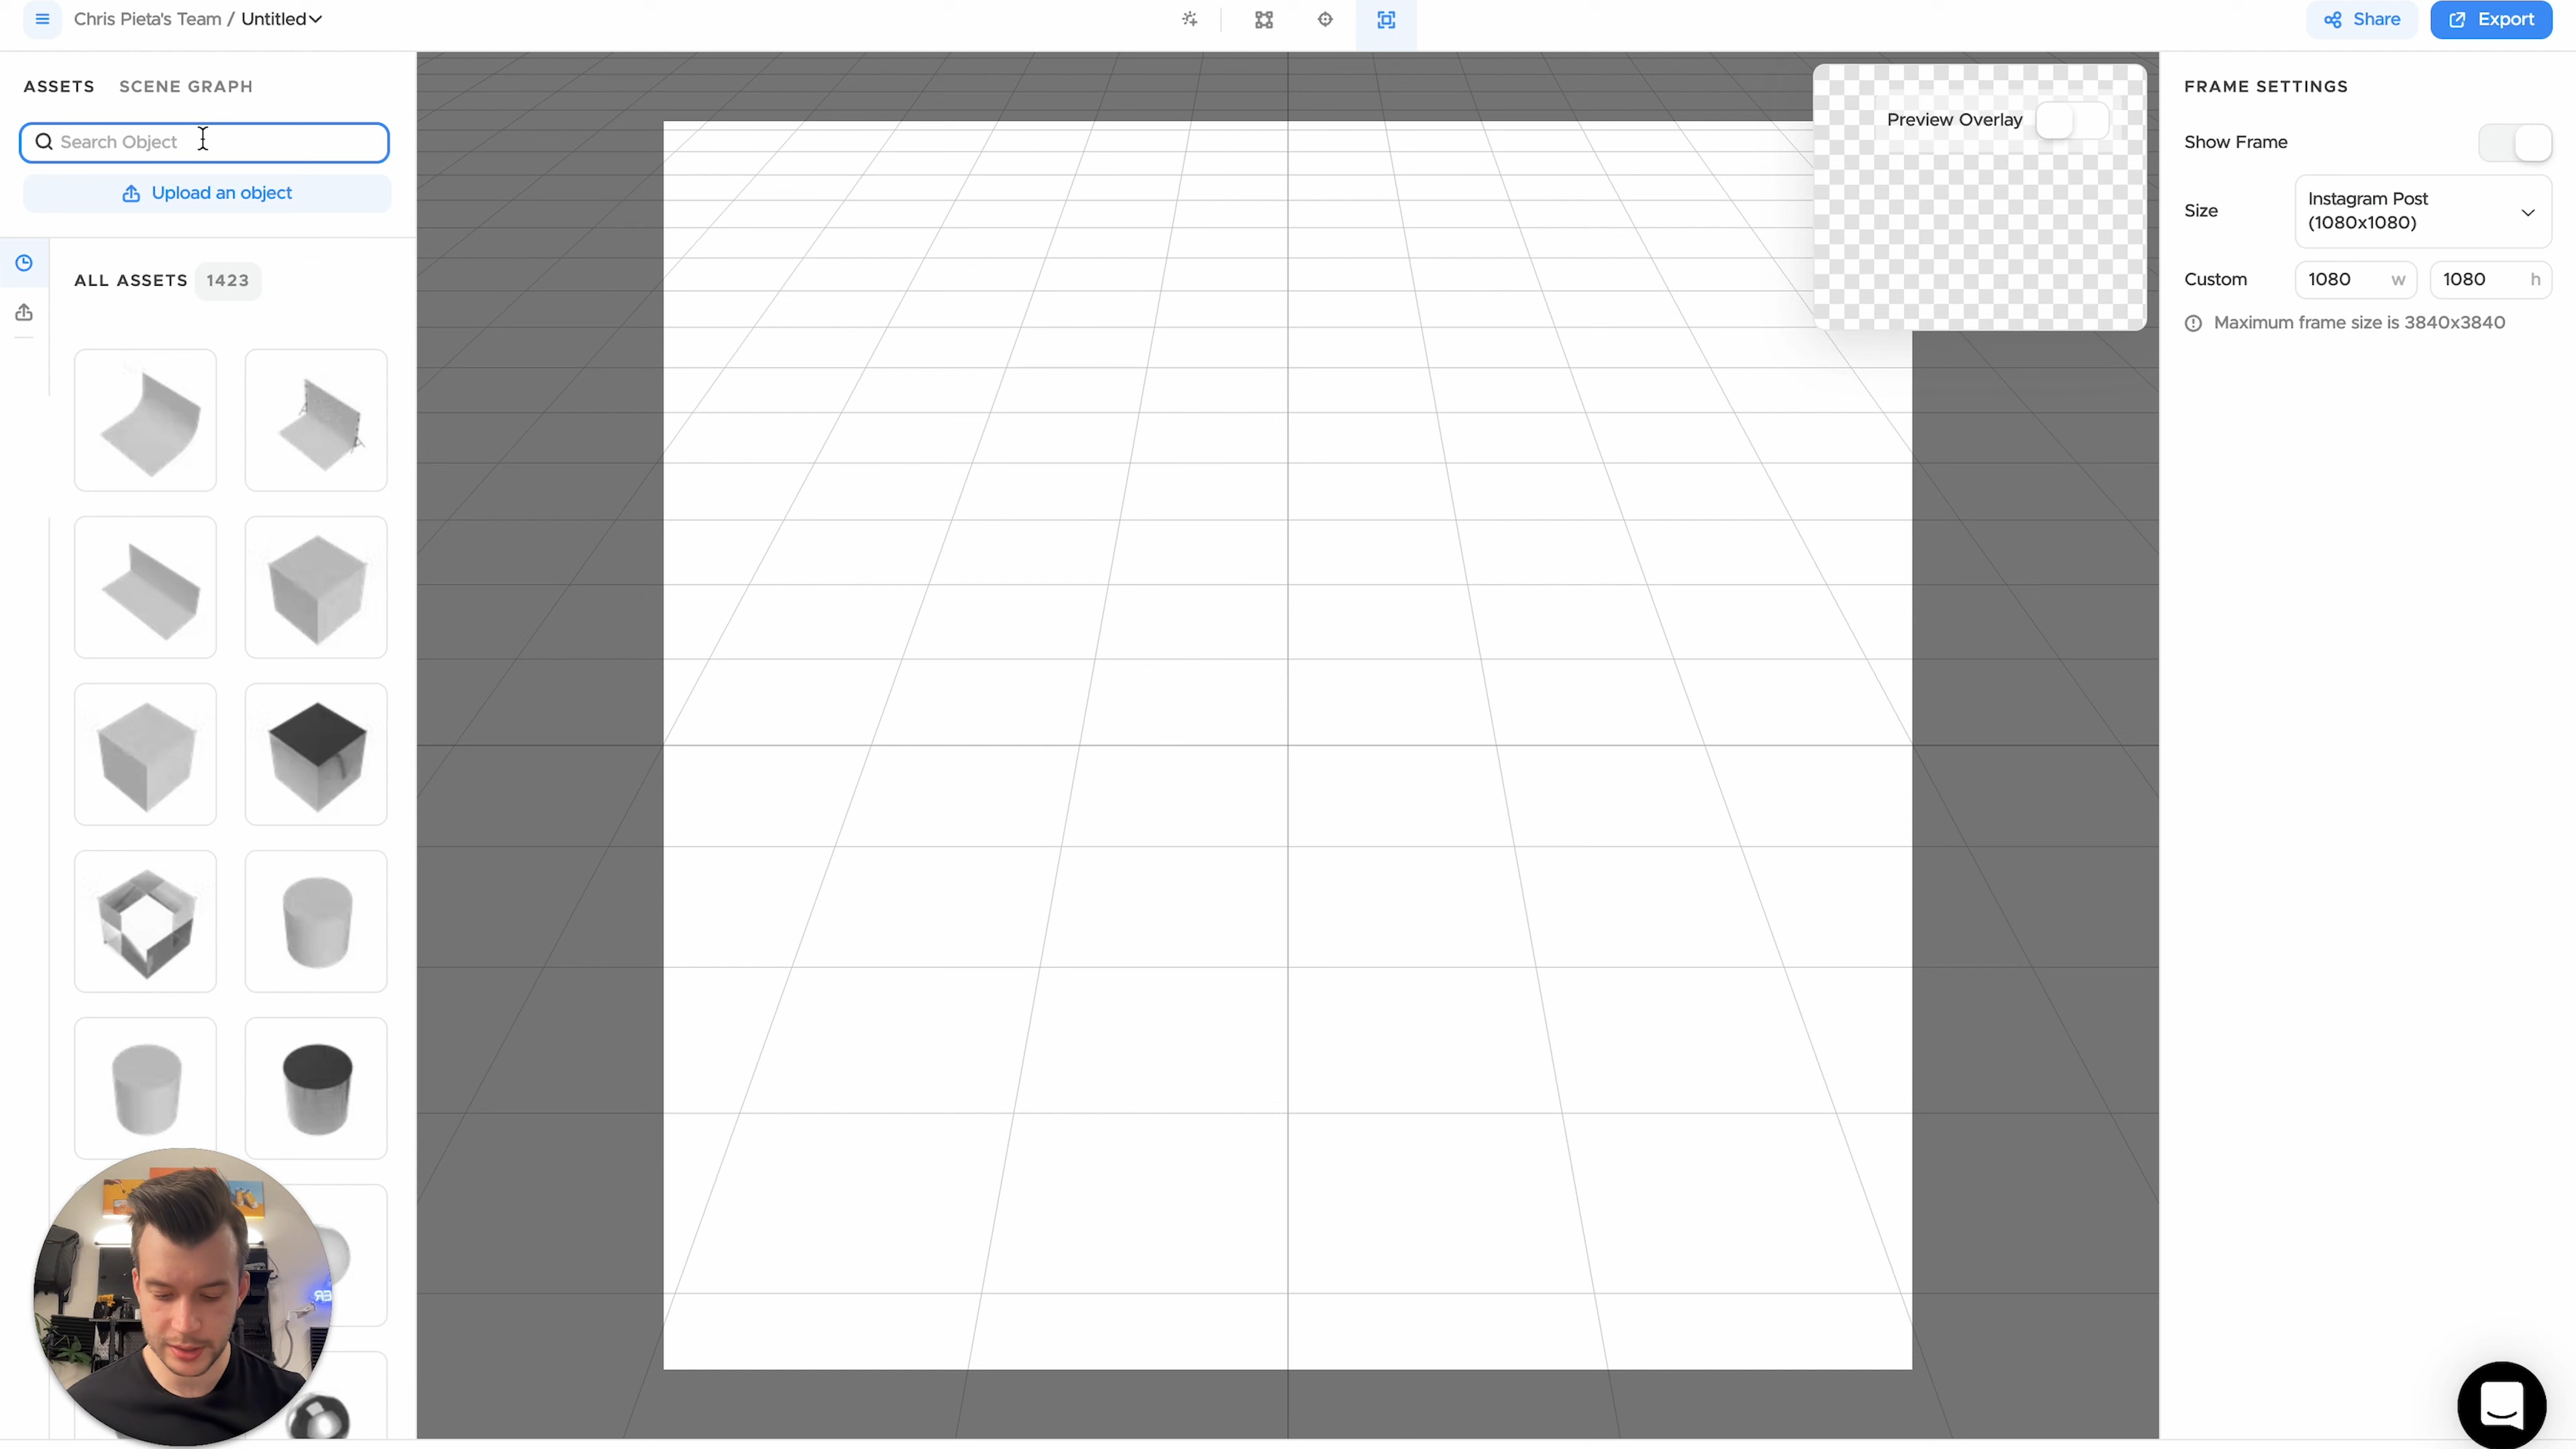 Chris Pieta's Team / Untitled
Share
Export
ASSETS SCENE GRAPH
Search Object
Upload an object
ALL ASSETS 1423
Preview Overlay
FRAME SETTINGS
Show Frame
Size
Instagram Post
(1080x1080)
Custom 1080 w 1080 h
Maximum frame size is 3840x3840